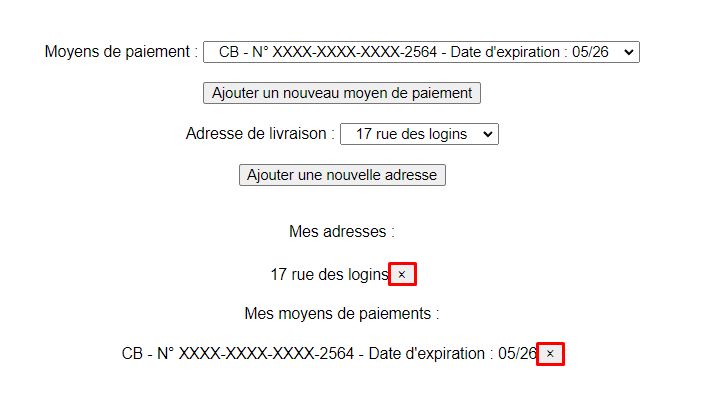 Moyens de paiement : CB - N° XXXX-XXXX-XXXX-2564 - Date d'expiration : 05/26
Ajouter un nouveau moyen de paiement
Adresse de livraison : 17 rue des logins
Ajouter une nouvelle adresse
Mes adresses :
17 rue des logins ×
Mes moyens de paiements :
CB - N° XXXX-XXXX-XXXX-2564 - Date d'expiration : 05/26 ×